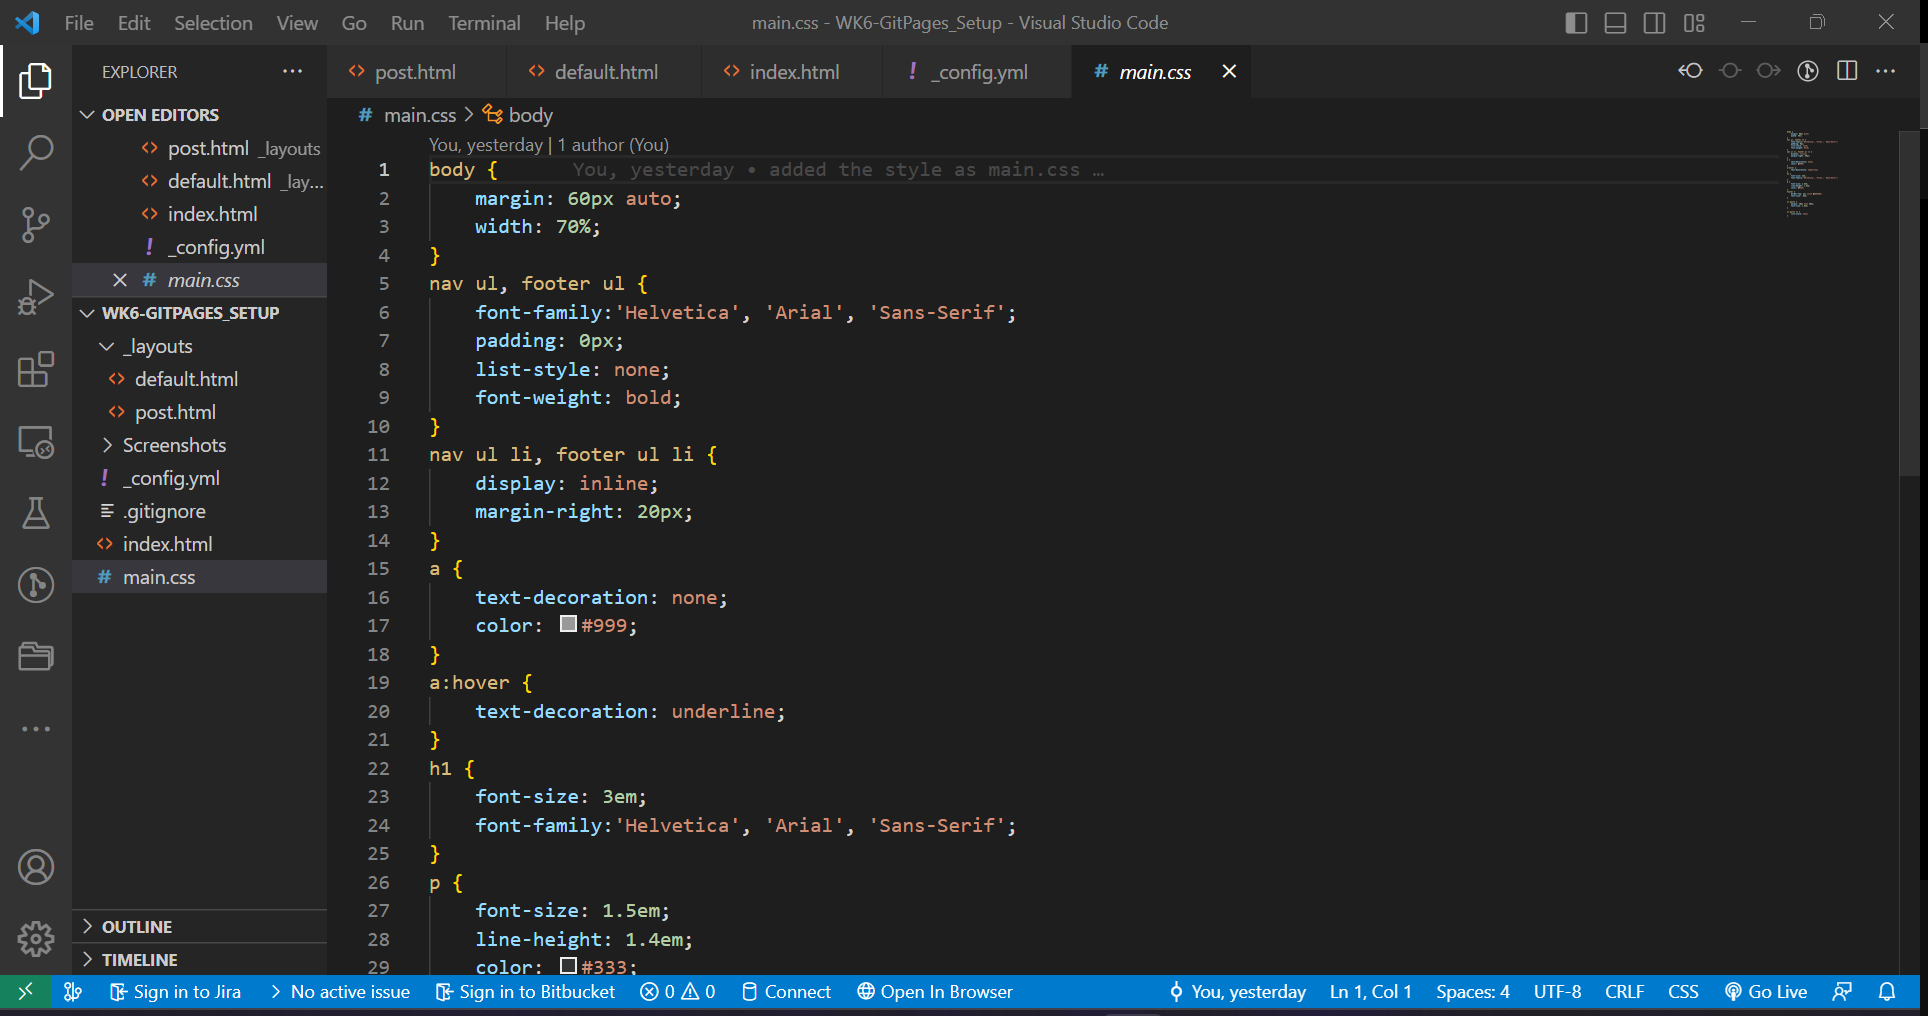 File Edit Selection View Go Run Terminal Help
main.css - WK6-GitPages_Setup - Visual Studio Code
EXPLORER
OPEN EDITORS
post.html _layouts
default.html _lay...
index.html
! _config.yml
# main.css
WK6-GITPAGES_SETUP
_layouts
default.html
post.html
Screenshots
! _config.yml
.gitignore
index.html
# main.css
OUTLINE
TIMELINE
post.html
default.html
index.html
! _config.yml
# main.css
# main.css > body
You, yesterday | 1 author (You)
1 body { You, yesterday • added the style as main.css …
2 margin: 60px auto;
3 width: 70%;
4 }
5 nav ul, footer ul {
6 font-family:'Helvetica', 'Arial', 'Sans-Serif';
7 padding: 0px;
8 list-style: none;
9 font-weight: bold;
10 }
11 nav ul li, footer ul li {
12 display: inline;
13 margin-right: 20px;
14 }
15 a {
16 text-decoration: none;
17 color: #999;
18 }
19 a:hover {
20 text-decoration: underline;
21 }
22 h1 {
23 font-size: 3em;
24 font-family:'Helvetica', 'Arial', 'Sans-Serif';
25 }
26 p {
27 font-size: 1.5em;
28 line-height: 1.4em;
29 color: #333;
Sign in to Jira No active issue Sign in to Bitbucket 0 0 Connect Open In Browser You, yesterday Ln 1, Col 1 Spaces: 4 UTF-8 CRLF CSS Go Live